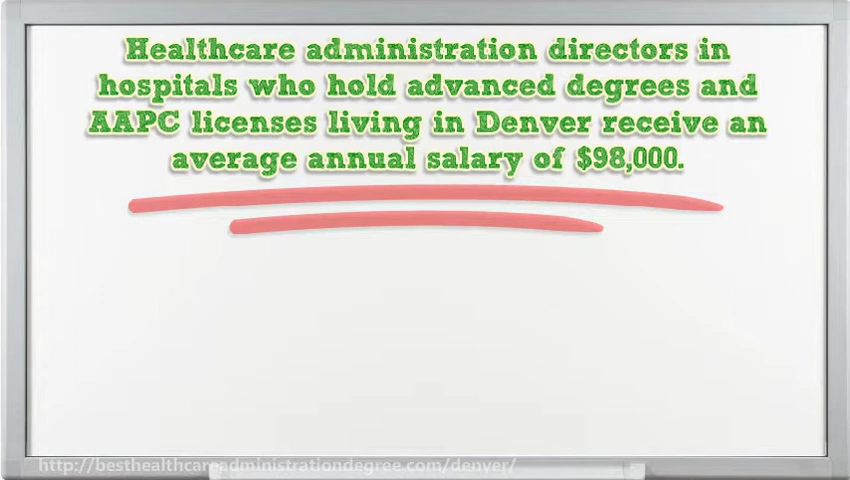 Healthcare administration directors in
hospitals who hold advanced degrees and
AAPC licenses living in Denver receive an
average annual salary of $98,000.
http://besthealthcareadministrationdegree.com/denver/